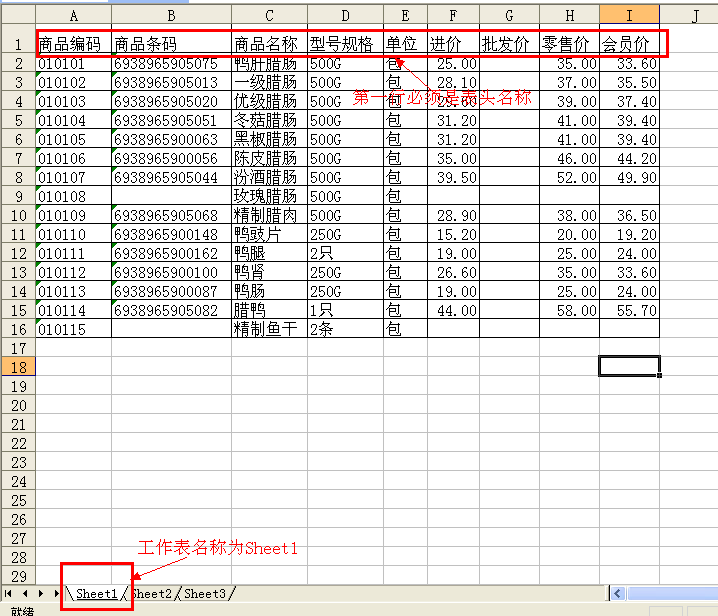 A B C D E F G H I J
1 商品编码 商品条码 商品名称 型号规格 单位 进价 批发价 零售价 会员价
2 010101 6938965905075 鸭肝腊肠 500G 包 25.00 35.00 33.60
3 010102 6938965905013 一级腊肠 500G 包 28.10 37.00 35.50
第一行必须是表头名称
4 010103 6938965905020 优级腊肠 500G 39.00 37.40
5 010104 6938965905051 冬菇腊肠 500G 包 31.20 41.00 39.40
6 010105 6938965900063 黑椒腊肠 500G 包 31.20 41.00 39.40
7 010106 6938965900056 陈皮腊肠 500G 包 35.00 46.00 44.20
8 010107 6938965905044 汾酒腊肠 500G 包 39.50 52.00 49.90
9 010108 玫瑰腊肠 500G 包
10 010109 6938965905068 精制腊肉 500G 包 28.90 38.00 36.50
11 010110 6938965900148 鸭豉片 250G 包 15.20 20.00 19.20
12 010111 6938965900162 鸭腿 2只 包 19.00 25.00 24.00
13 010112 6938965900100 鸭肾 250G 包 26.60 35.00 33.60
14 010113 6938965900087 鸭肠 250G 包 19.00 25.00 24.00
15 010114 6938965905082 腊鸭 1只 包 44.00 58.00 55.70
16 010115 精制鱼干 2条 包
17
18
19
20
21
22
23
24
25
26
27
28
工作表名称为Sheet1
29
Sheet1 Sheet2 Sheet3
就绪